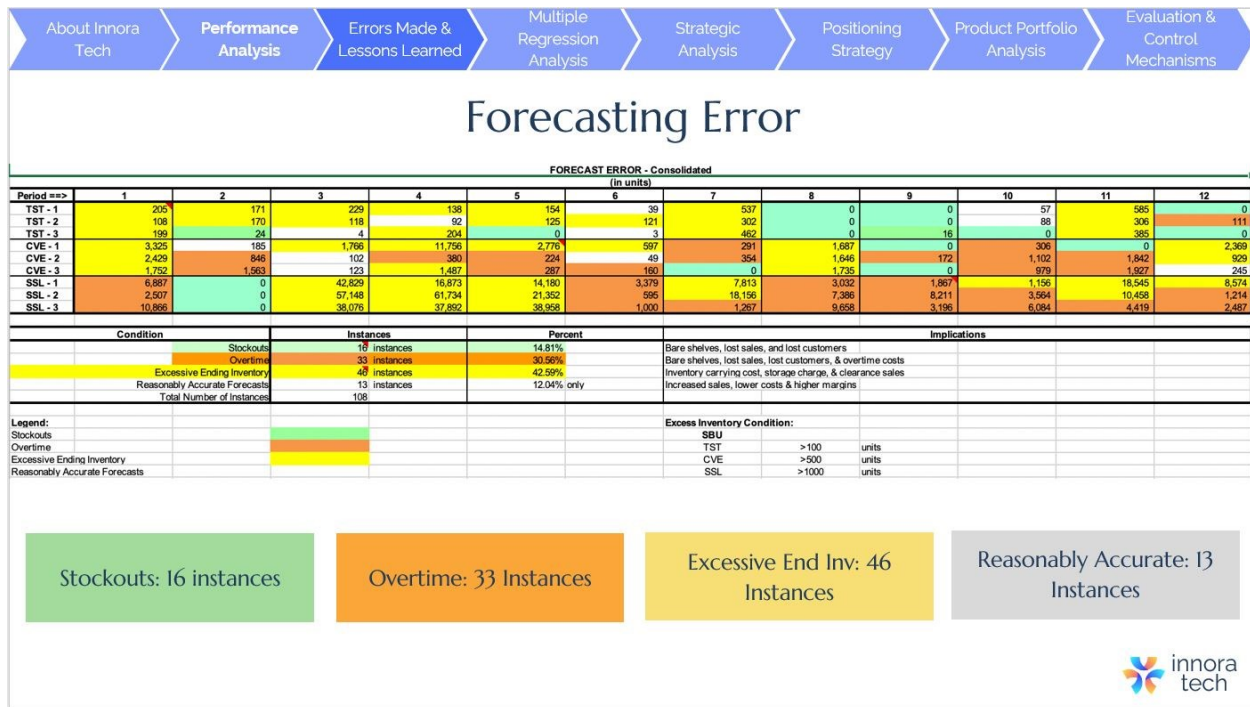 About Innora
Tech
Performance
Analysis
Errors Made &
Lessons Learned
Multiple
Regression
Analysis
Strategic
Analysis
Positioning
Strategy
Product Portfolio
Analysis
Evaluation &
Control
Mechanisms
Forecasting Error
FORECAST ERROR - Consolidated
(in units)
Period ==> 1 2 3 4 5 6 7 8 9 10 11 12
TST - 1 205 171 229 138 154 39 537 0 0 57 585 0
TST - 2 108 170 118 92 125 121 302 0 0 88 306 111
TST - 3 199 24 4 204 0 3 462 0 16 0 385 0
CVE - 1 3,325 185 1,766 11,756 2,776 597 291 1,687 0 306 0 2,369
CVE - 2 2,429 846 102 380 224 49 354 1,646 172 1,102 1,842 929
CVE - 3 1,752 1,563 123 1,487 287 160 0 1,735 0 979 1,927 245
SSL - 1 6,887 0 42,829 16,873 14,180 3,379 7,813 3,032 1,867 1,156 18,545 8,574
SSL - 2 2,507 0 57,148 61,734 21,352 595 18,156 7,386 8,211 3,564 10,458 1,214
SSL - 3 10,866 0 38,076 37,892 38,958 1,000 1,267 9,658 3,196 6,084 4,419 2,487
Condition Instances Percent Implications
Stockouts 16 instances 14.81% Bare shelves, lost sales, and lost customers
Overtime 33 instances 30.56% Bare shelves, lost sales, lost customers, & overtime costs
Excessive Ending Inventory 46 instances 42.59% Inventory carrying cost, storage charge, & clearance sales
Reasonably Accurate Forecasts 13 instances 12.04% only Increased sales, lower costs & higher margins
Total Number of Instances 108
Legend: Excess Inventory Condition:
Stockouts SBU
Overtime TST >100 units
Excessive Ending Inventory CVE >500 units
Reasonably Accurate Forecasts SSL >1000 units
Stockouts: 16 instances
Overtime: 33 Instances
Excessive End Inv: 46
Instances
Reasonably Accurate: 13
Instances
innora
tech